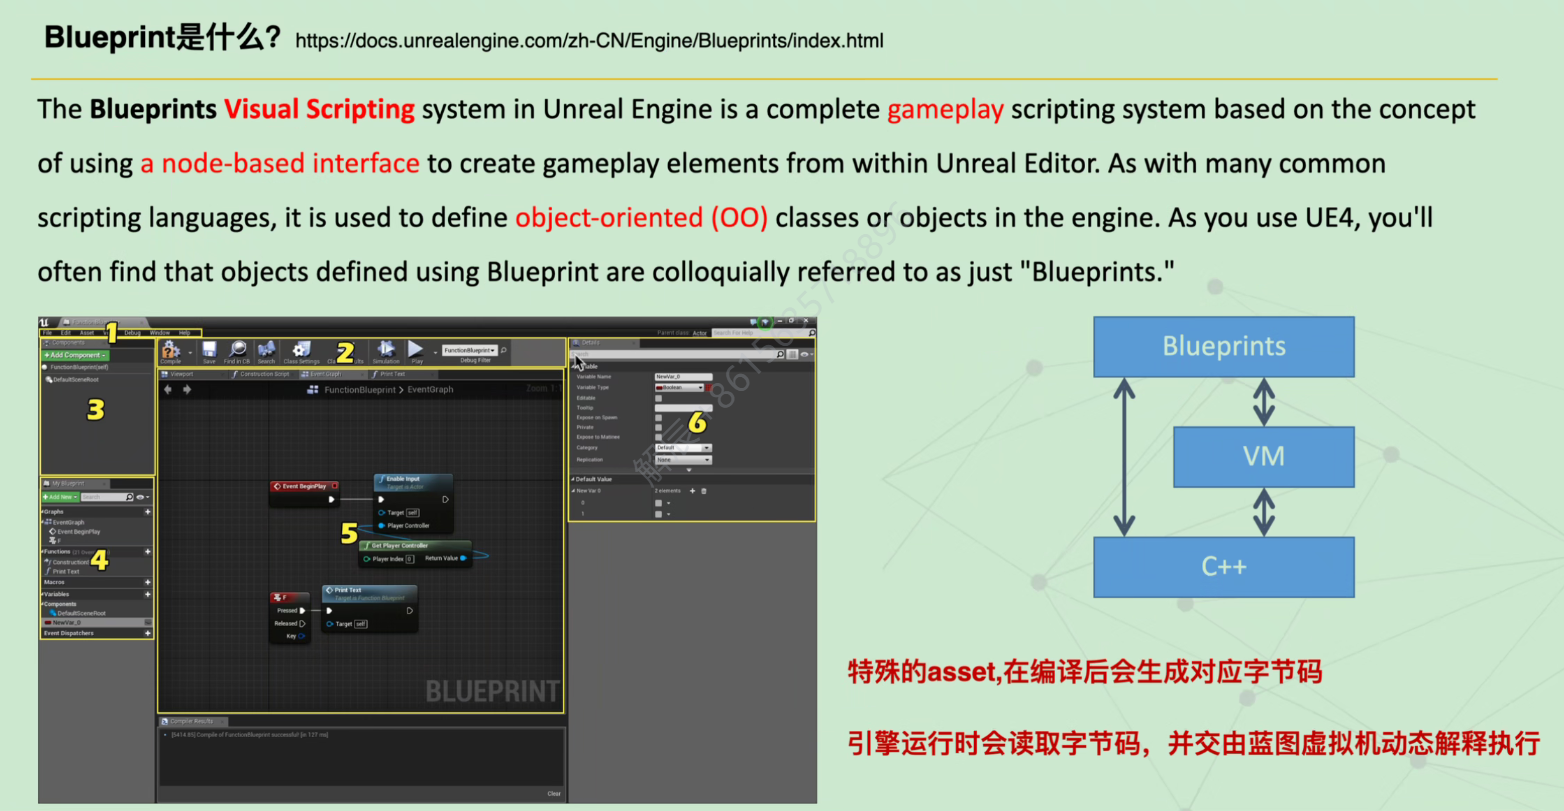 Blueprint是什么? https://docs.unrealengine.com/zh-CN/Engine/Blueprints/index.html
The Blueprints Visual Scripting system in Unreal Engine is a complete gameplay scripting system based on the concept
of using a node-based interface to create gameplay elements from within Unreal Editor. As with many common
scripting languages, it is used to define object-oriented (OO) classes or objects in the engine. As you use UE4, you'll
often find that objects defined using Blueprint are colloquially referred to as just "Blueprints."
File Edit Asset Debug Window Help
1
Parent class: Actor Search For Help
Components
+Add Component
FunctionBlueprint(self)
DefaultSceneRoot
3
Compile Save Find in CB Search Class Settings Simulation Play
2
FunctionBlueprint
Debug Filter
Viewport Construction Script Event Graph Print Text
FunctionBlueprint > EventGraph
Zoom 1:1
Event BeginPlay
Enable Input
Target is Actor
Target self
Player Controller
5
Get Player Controller
Player Index 0 Return Value
F
Pressed
Released
Key
Print Text
Target is Function Blueprint
Target self
BLUEPRINT
My Blueprint
+Add New Search
Graphs
EventGraph
Event BeginPlay
F
Functions
4
Print Text
Macros
Variables
Components
DefaultSceneRoot
NewVar_0
Event Dispatchers
Details
Variable Name NewVar_0
Variable Type Boolean
Editable
Tooltip
Expose on Spawn
Private
6
Expose to Matinee
Category Default
Replication None
Default Value
New Var 0 2 elements
0
1
Compiler Results
Clear
Blueprints
VM
C++
特殊的asset,在编译后会生成对应字节码
引擎运行时会读取字节码，并交由蓝图虚拟机动态解释执行